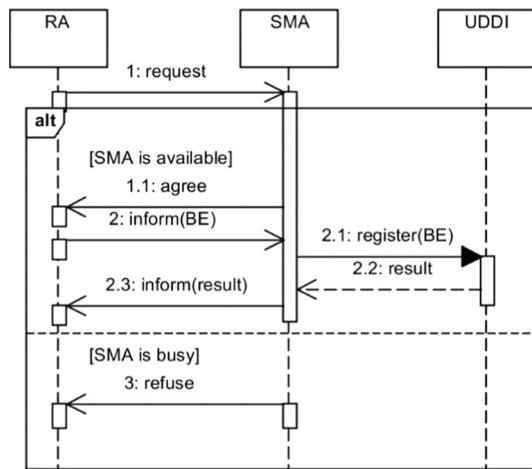 RA
SMA
UDDI
1: request
alt
[SMA is available]
1.1: agree
2: inform(BE)
2.1: register(BE)
2.2: result
2.3: inform(result)
[SMA is busy]
3: refuse